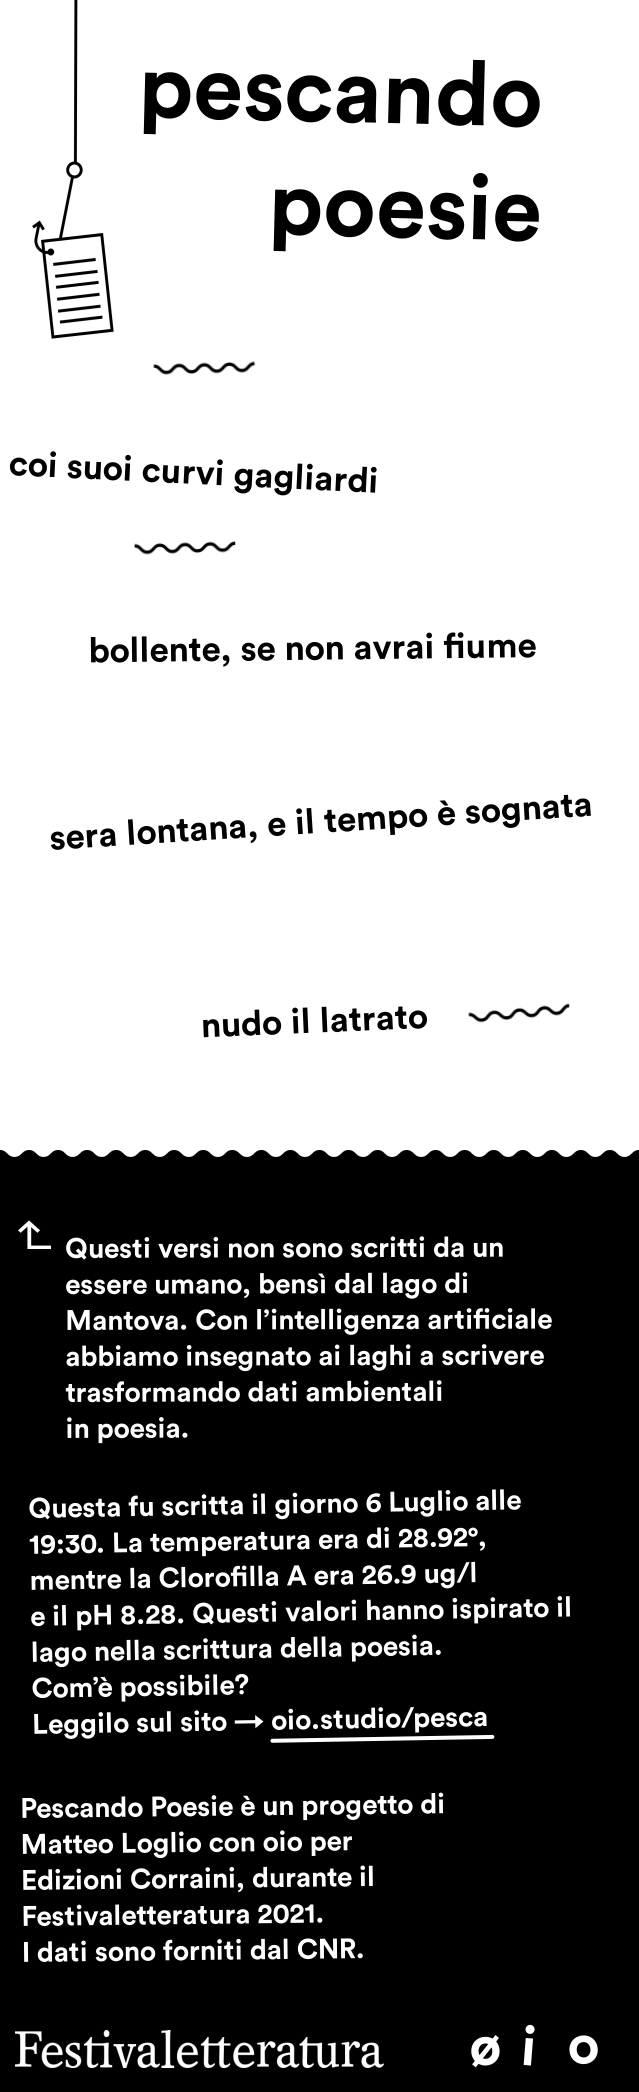 pescando
poesie
coi suoi curvi gagliardi
bollente, se non avrai fiume
sera lontana, e il tempo è sognata
nudo il latrato
Questi versi non sono scritti da un
essere umano, bensì dal lago di
Mantova. Con l’intelligenza artificiale
abbiamo insegnato ai laghi a scrivere
trasformando dati ambientali
in poesia.
Questa fu scritta il giorno 6 Luglio alle
19:30. La temperatura era di 28.92°,
mentre la Clorofilla A era 26.9 ug/l
e il pH 8.28. Questi valori hanno ispirato il
lago nella scrittura della poesia.
Com’è possibile?
Leggilo sul sito → oio.studio/pesca
Pescando Poesie è un progetto di
Matteo Loglio con oio per
Edizioni Corraini, durante il
Festivaletteratura 2021.
I dati sono forniti dal CNR.
Festivaletteratura ø i o